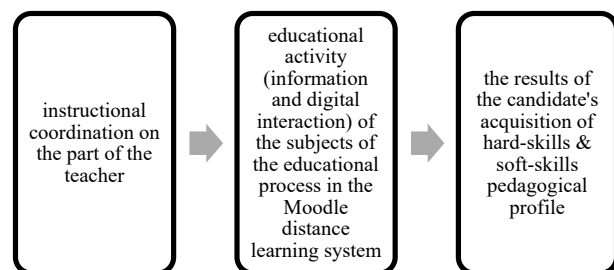 instructional
coordination on
the part of the
teacher
educational
activity
(information
and digital
interaction) of
the subjects of
the educational
process in the
Moodle
distance
learning system
the results of
the candidate's
acquisition of
hard-skills &
soft-skills
pedagogical
profile